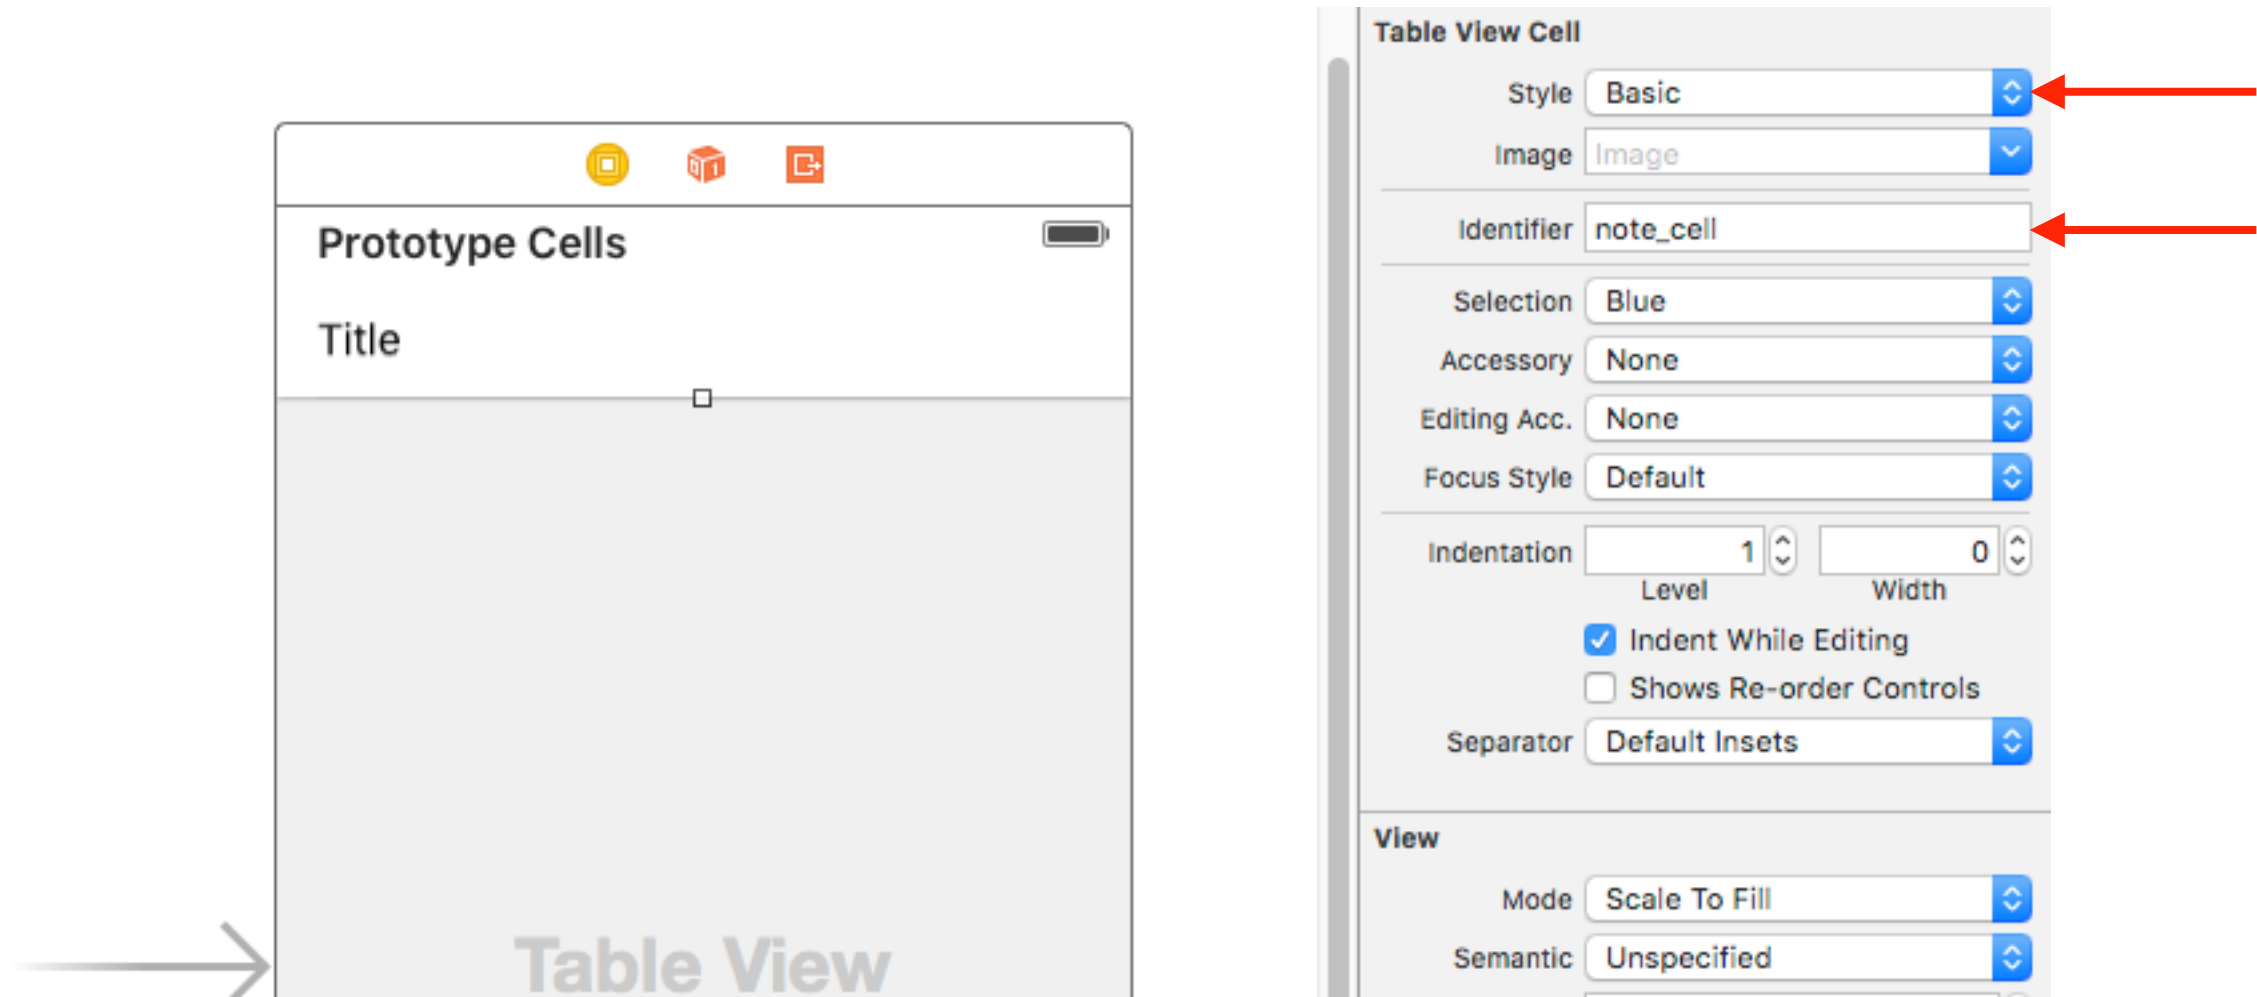 Prototype Cells
Title
Table View
Table View Cell
Style Basic
Image Image
Identifier note_cell
Selection Blue
Accessory None
Editing Acc. None
Focus Style Default
Indentation 1 0
Level Width
Indent While Editing
Shows Re-order Controls
Separator Default Insets
View
Mode Scale To Fill
Semantic Unspecified